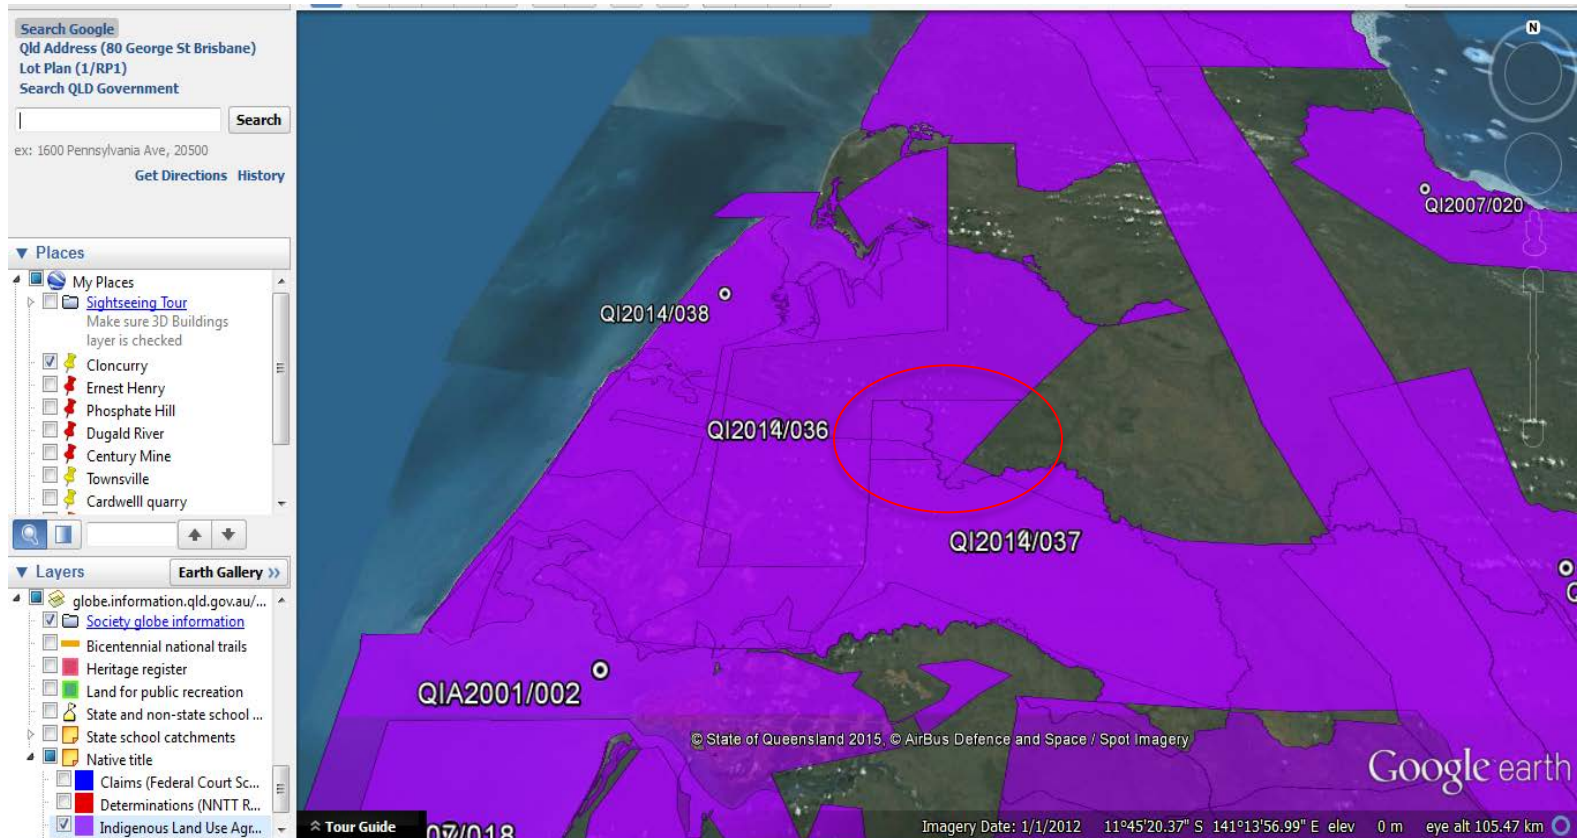 Search Google
Qld Address (80 George St Brisbane)
Lot Plan (1/RP1)
Search QLD Government
Search
ex: 1600 Pennsylvania Ave, 20500
Get Directions History
▼ Places
My Places
Sightseeing Tour
Make sure 3D Buildings
layer is checked
Cloncurry
Ernest Henry
Phosphate Hill
Dugald River
Century Mine
Townsville
Cardwelll quarry
▼ Layers
Earth Gallery >>
globe.information.qld.gov.au/...
Society globe information
Bicentennial national trails
Heritage register
Land for public recreation
State and non-state school ...
State school catchments
Native title
Claims (Federal Court Sc...
Determinations (NNTT R...
Indigenous Land Use Agr...
N
QI2007/020
QI2014/038
QI2014/036
QI2014/037
QIA2001/002
© State of Queensland 2015, © AirBus Defence and Space / Spot Imagery
Google earth
Tour Guide
07/018
Imagery Date: 1/1/2012 11°45'20.37" S 141°13'56.99" E elev 0 m eye alt 105.47 km